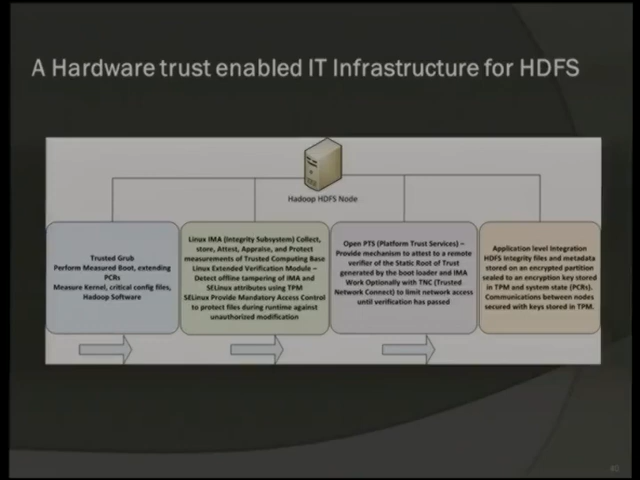 A Hardware trust enabled IT Infrastructure for HDFS
Hadoop HDFS Node
Trusted Grub
Perform Measured Boot, extending
PCRs
Measure Kernel, critical config files,
Hadoop Software
Linux IMA (Integrity Subsystem) Collect,
store, Attest, Appraise, and Protect
measurements of Trusted Computing Base
Linux Extended Verification Module –
Detect offline tampering of IMA and
SELinux attributes using TPM
SELinux Provide Mandatory Access Control
to protect files during runtime against
unauthorized modification
Open PTS (Platform Trust Services) –
Provide mechanism to attest to a remote
verifier of the Static Root of Trust
generated by the boot loader and IMA
Work Optionally with TNC (Trusted
Network Connect) to limit network access
until verification has passed
Application level Integration
HDFS Integrity files and metadata
stored on an encrypted partition
sealed to an encryption key stored
in TPM and system state (PCRs).
Communications between nodes
secured with keys stored in TPM.
40